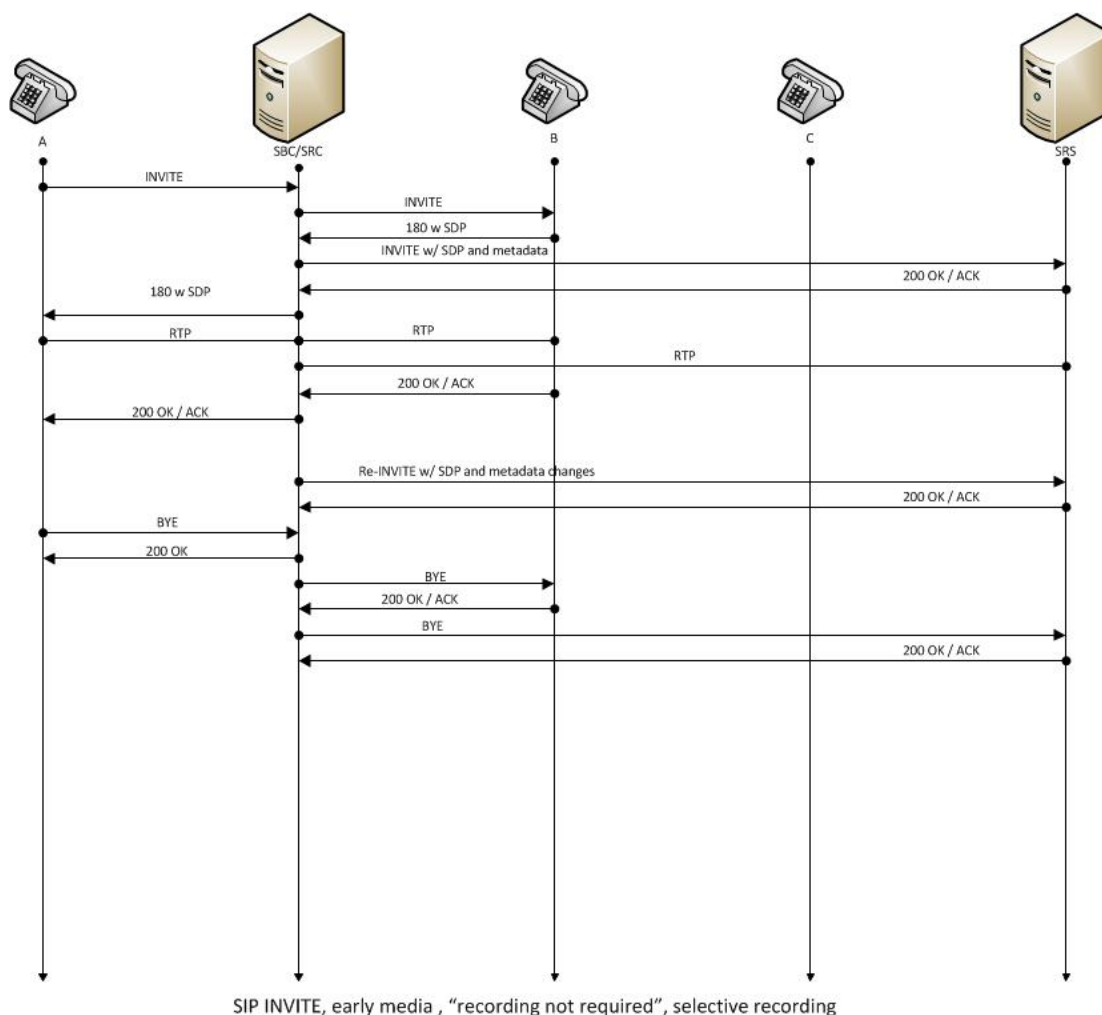 A
SBC/SRC
B
C
SRS
INVITE
INVITE
180 w SDP
INVITE w/ SDP and metadata
200 OK / ACK
180 w SDP
RTP
RTP
RTP
200 OK / ACK
200 OK / ACK
Re-INVITE w/ SDP and metadata changes
200 OK / ACK
BYE
200 OK
BYE
200 OK / ACK
BYE
200 OK / ACK
SIP INVITE, early media , “recording not required”, selective recording